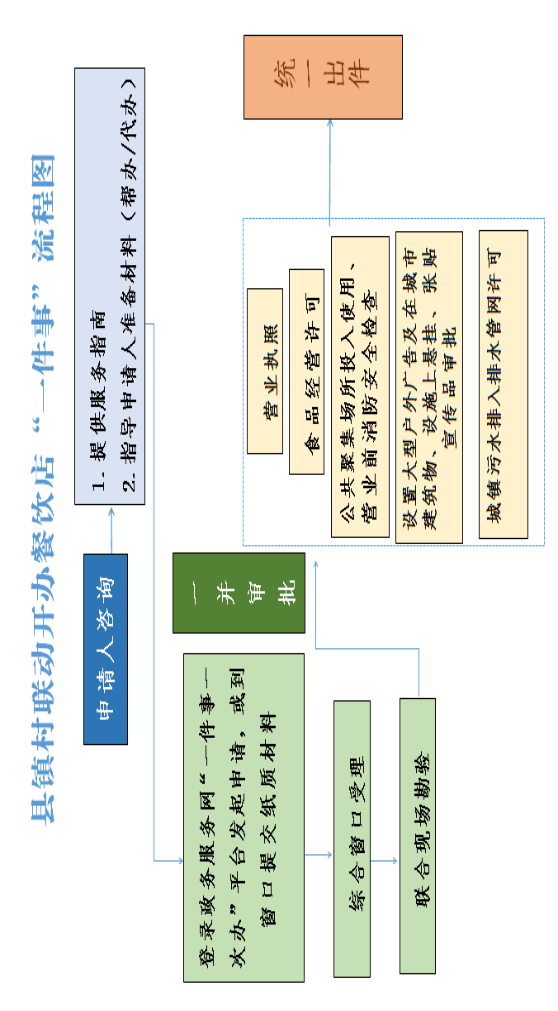 县镇村联动开办餐饮店“一件事”流程图
申请人咨询
1. 提供服务指南
2. 指导申请人准备材料（帮办/代办）
登录政务服务网“一件事一
次办”平台发起申请，或到
窗口提交纸质材料
综合窗口受理
联合现场勘验
一并审批
营业执照
食品经营许可
公共聚集场所投入使用、
营业前消防安全检查
设置大型户外广告及在城市
建筑物、设施上悬挂、张贴
宣传品审批
城镇污水排入排水管网许可
统一出件